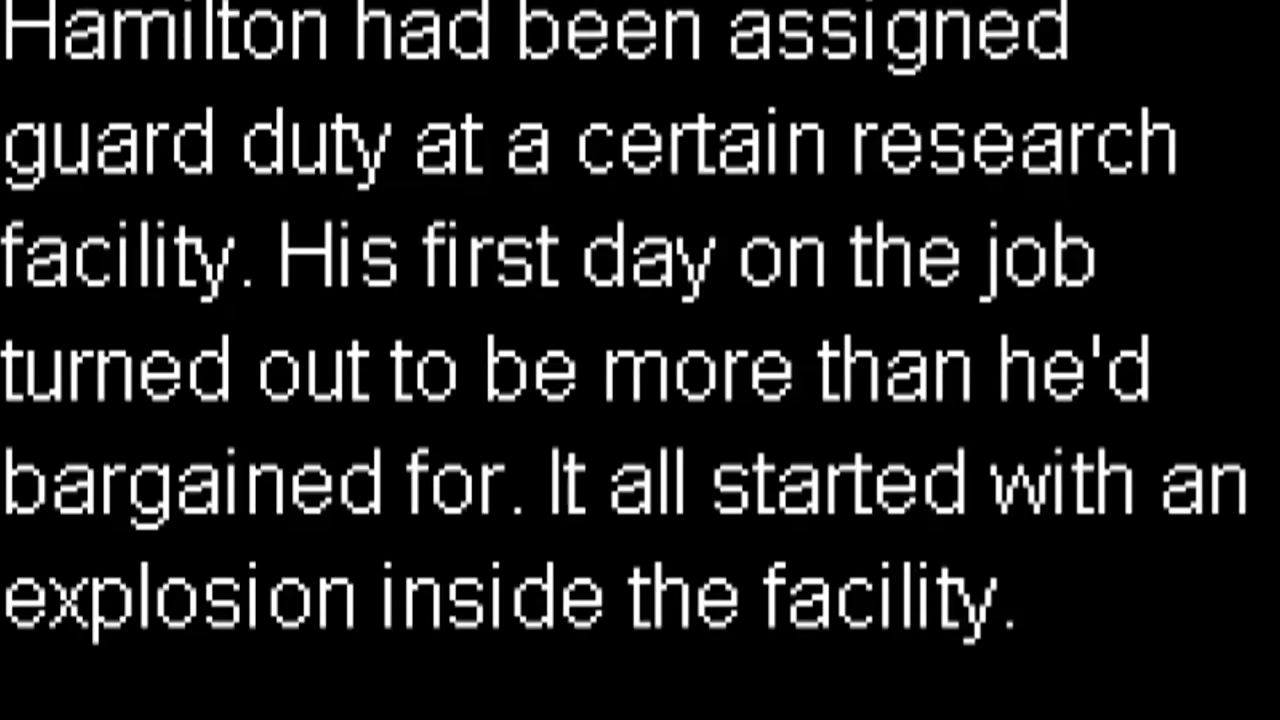 Hamilton had been assigned
guard duty at a certain research
facility. His first day on the job
turned out to be more than he'd
bargained for. It all started with an
explosion inside the facility.